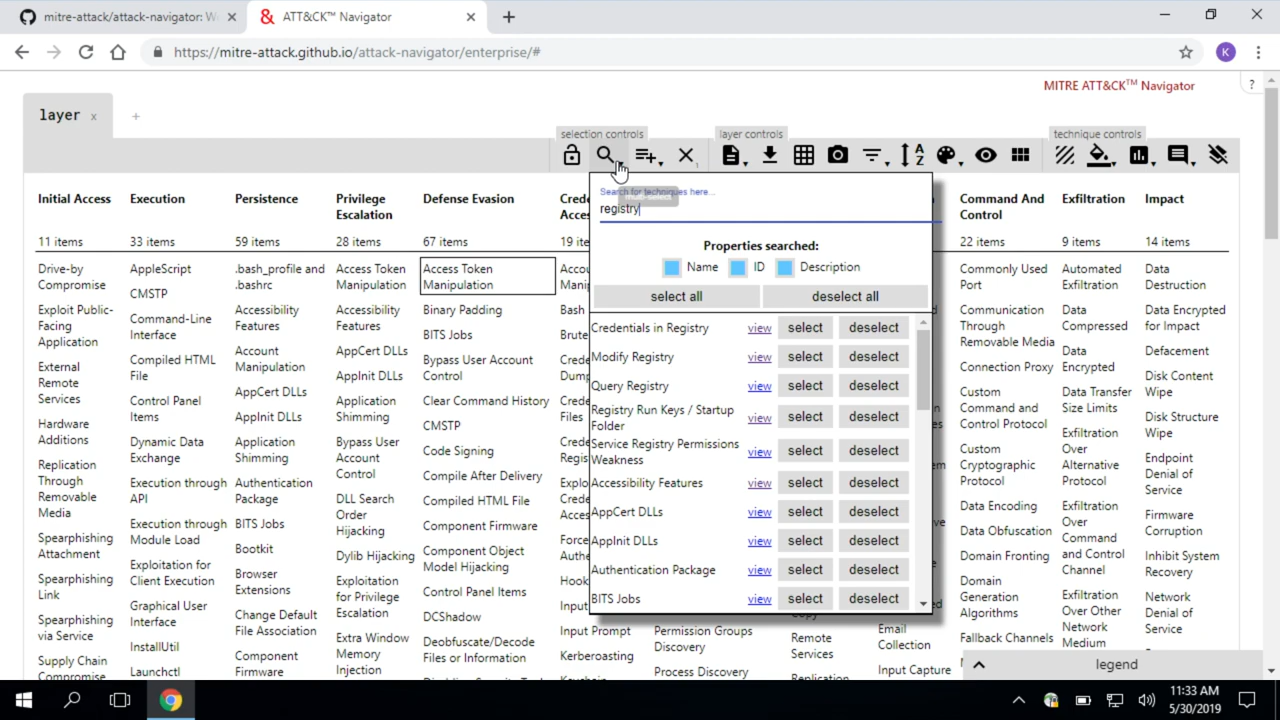 mitre-attack/attack-navigator: W
ATT&CK™ Navigator
https://mitre-attack.github.io/attack-navigator/enterprise/#
K
MITRE ATT&CK™ Navigator
?
layer x
+
selection controls
layer controls
technique controls
Search for techniques here...
multi-select
registry
Properties searched:
Name
ID
Description
select all
deselect all
Credentials in Registry view select deselect
Modify Registry view select deselect
Query Registry view select deselect
Registry Run Keys / Startup
Folder
view select deselect
Service Registry Permissions
Weakness
view select deselect
Accessibility Features view select deselect
AppCert DLLs view select deselect
AppInit DLLs view select deselect
Authentication Package view select deselect
BITS Jobs view select deselect
Initial Access
11 items
Drive-by
Compromise
Exploit Public-
Facing
Application
External
Remote
Services
Hardware
Additions
Replication
Through
Removable
Media
Spearphishing
Attachment
Spearphishing
Link
Spearphishing
via Service
Supply Chain
Compromise
Execution
33 items
AppleScript
CMSTP
Command-Line
Interface
Compiled HTML
File
Control Panel
Items
Dynamic Data
Exchange
Execution through
API
Execution through
Module Load
Exploitation for
Client Execution
Graphical User
Interface
InstallUtil
Launchctl
Persistence
59 items
.bash_profile and
.bashrc
Accessibility
Features
Account
Manipulation
AppCert DLLs
AppInit DLLs
Application
Shimming
Authentication
Package
BITS Jobs
Bootkit
Browser
Extensions
Change Default
File Association
Component
Firmware
Privilege
Escalation
28 items
Access Token
Manipulation
Accessibility
Features
AppCert DLLs
AppInit DLLs
Application
Shimming
Bypass User
Account
Control
DLL Search
Order
Hijacking
Dylib Hijacking
Exploitation
for Privilege
Escalation
Extra Window
Memory
Injection
Defense Evasion
67 items
Access Token
Manipulation
Binary Padding
BITS Jobs
Bypass User Account
Control
Clear Command History
CMSTP
Code Signing
Compile After Delivery
Compiled HTML File
Component Firmware
Component Object
Model Hijacking
Control Panel Items
DCShadow
Deobfuscate/Decode
Files or Information
Input Prompt
Kerberoasting
Permission Groups
Discovery
Process Discovery
Remote
Services
Email
Collection
Input Capture
Command And
Control
22 items
Commonly Used
Port
Communication
Through
Removable Media
Connection Proxy
Custom
Command and
Control Protocol
Custom
Cryptographic
Protocol
Data Encoding
Data Obfuscation
Domain Fronting
Domain
Generation
Algorithms
Fallback Channels
Exfiltration
9 items
Automated
Exfiltration
Data
Compressed
Data
Encrypted
Data Transfer
Size Limits
Exfiltration
Over
Alternative
Protocol
Exfiltration
Over
Command
and Control
Channel
Exfiltration
Over Other
Network
Medium
Impact
14 items
Data
Destruction
Data Encrypted
for Impact
Defacement
Disk Content
Wipe
Disk Structure
Wipe
Endpoint
Denial of
Service
Firmware
Corruption
Inhibit System
Recovery
Network
Denial of
Service
legend
11:33 AM
5/30/2019